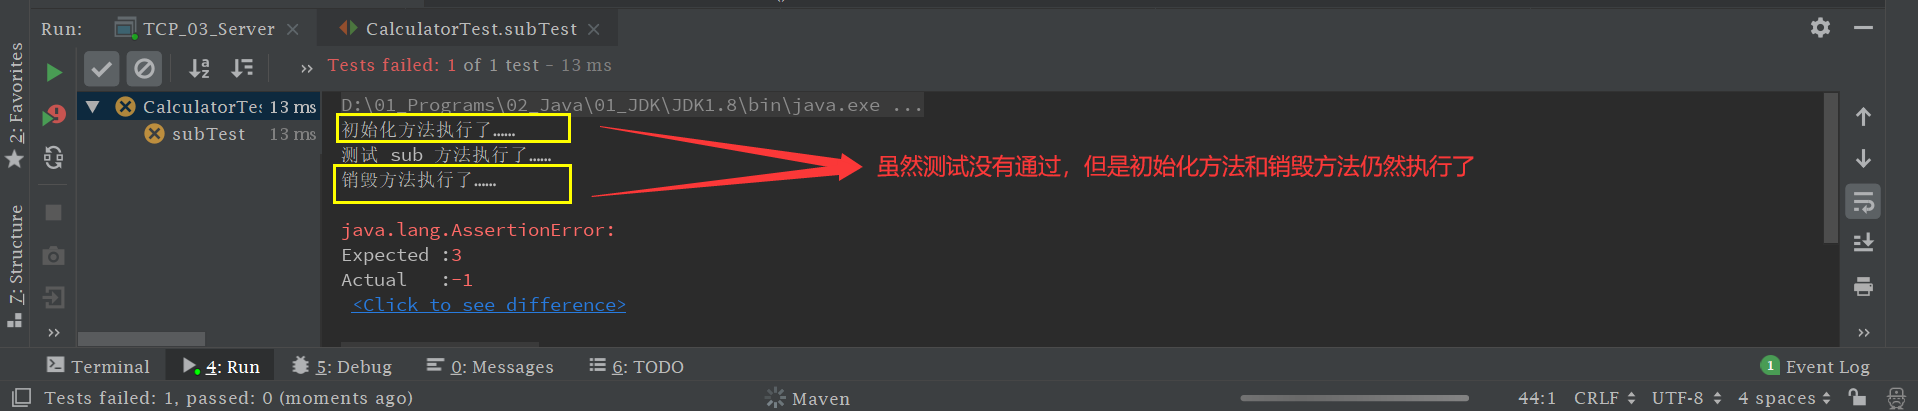 Run: TCP_03_Server × CalculatorTest.subTest ×
2: Favorites
7: Structure
» Tests failed: 1 of 1 test – 13 ms
CalculatorTes 13 ms
subTest 13 ms
D:\01_Programs\02_Java\01_JDK\JDK1.8\bin\java.exe ...
初始化方法执行了……
测试 sub 方法执行了……
销毁方法执行了……
虽然测试没有通过，但是初始化方法和销毁方法仍然执行了
java.lang.AssertionError:
Expected :3
Actual   :-1
<Click to see difference>
Terminal 4: Run 5: Debug 0: Messages 6: TODO 1 Event Log
Tests failed: 1, passed: 0 (moments ago) Maven 44:1 CRLF UTF-8 4 spaces